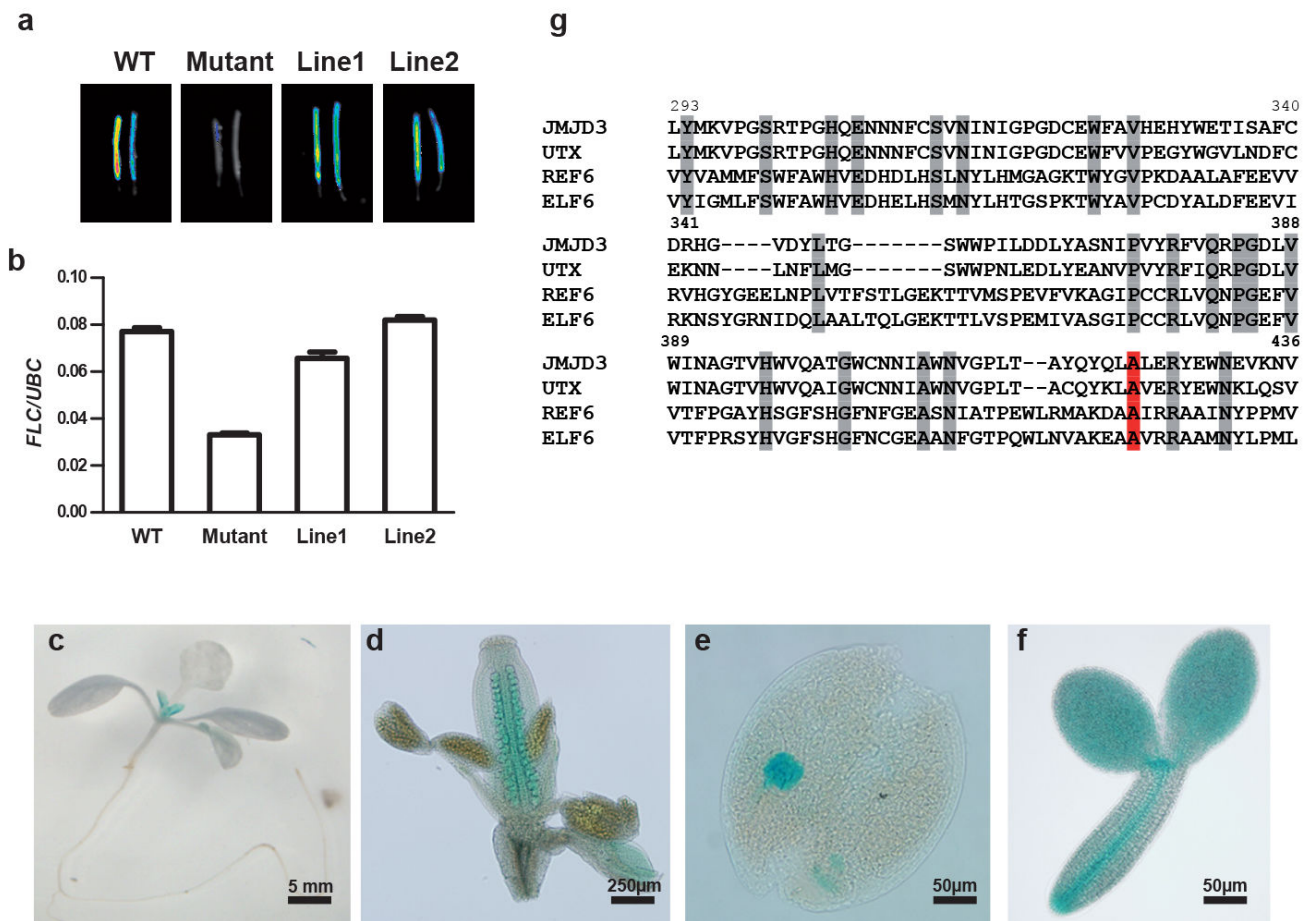 a
WT Mutant Line1 Line2
b
FLC/UBC
0.10
0.08
0.06
0.04
0.02
0.00
WT Mutant Line1 Line2
g
293 340
JMJD3 LYMKVPGSRTPGHQENNNFCSVNINIGPGDCEWFAVHEHYWETISAFC
UTX LYMKVPGSRTPGHQENNNFCSVNINIGPGDCEWFVVPEGYWGVLNDFC
REF6 VYVAMMFSWFAWHVEDHDLHSLNYLHMGAGKTWYGVPKDAALAFEEVV
ELF6 VYIGMLFSWFAWHVEDHELHSMNYLHTGSPKTWYAVPCDYALDFEEVI
341 388
JMJD3 DRHG----VDYLTG-------SWWPILDDLYASNIPVYRFVQRPGDLV
UTX EKNN----LNFLMG-------SWWPNLEDLYEANVPVYRFIQRPGDLV
REF6 RVHGYGEELNPLVTFSTLGEKTTVMSPEVFVKAGIPCCRLVQNPGEFV
ELF6 RKNSYGRNIDQLAALTQLGEKTTLVSPEMIVASGIPCCRLVQNPGEFV
389 436
JMJD3 WINAGTVHWVQATGWCNNIAWNVGPLT--AYQYQLALERYEWNEVKNV
UTX WINAGTVHWVQAIGWCNNIAWNVGPLT--ACQYKLAVERYEWNKLQSV
REF6 VTFPGAYHSGFSHGFNFGEASNIATPEWLRMAKDAAIRRAAINYPPMV
ELF6 VTFPRSYHVGFSHGFNCGEAANFGTPQWLNVAKEAAVRRAAMNYLPML
c
5 mm
d
250μm
e
50μm
f
50μm